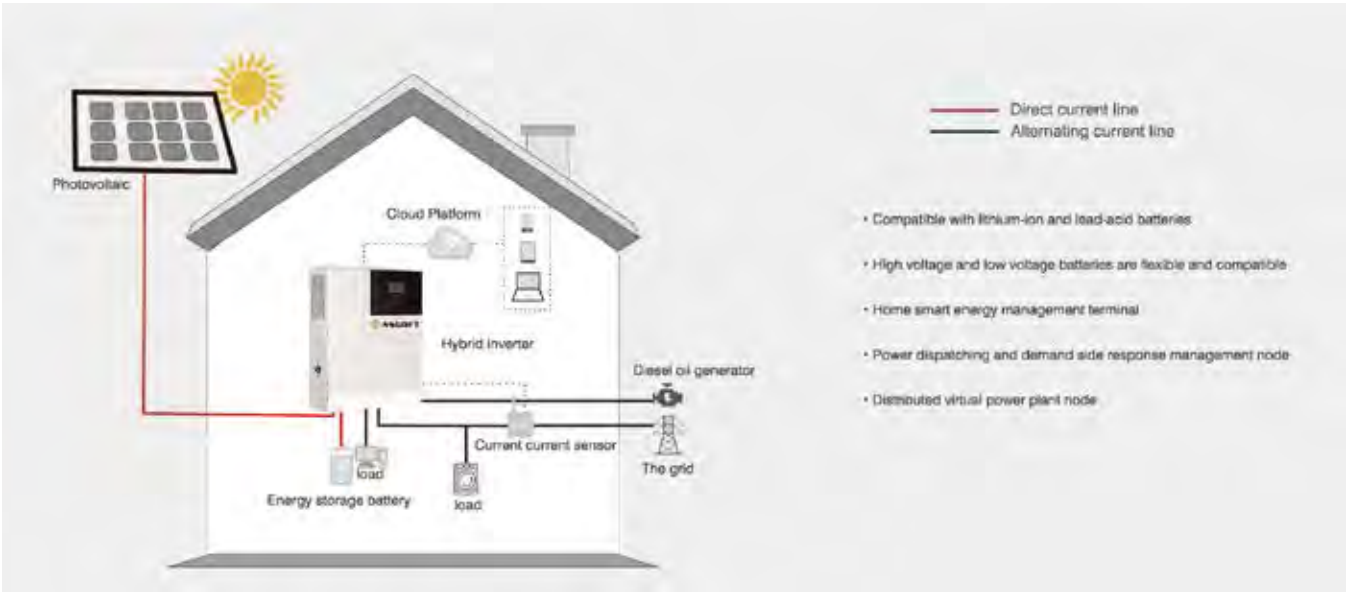 Direct current line
Alternating current line
Photovoltaic
Cloud Platform
Hybrid inverter
Diesel oil generator
Current current sensor
The grid
load
Energy storage battery
load
• Compatible with lithium-ion and lead-acid batteries
• High voltage and low voltage batteries are flexible and compatible
• Home smart energy management terminal
• Power dispatching and demand side response management node
• Distributed virtual power plant node